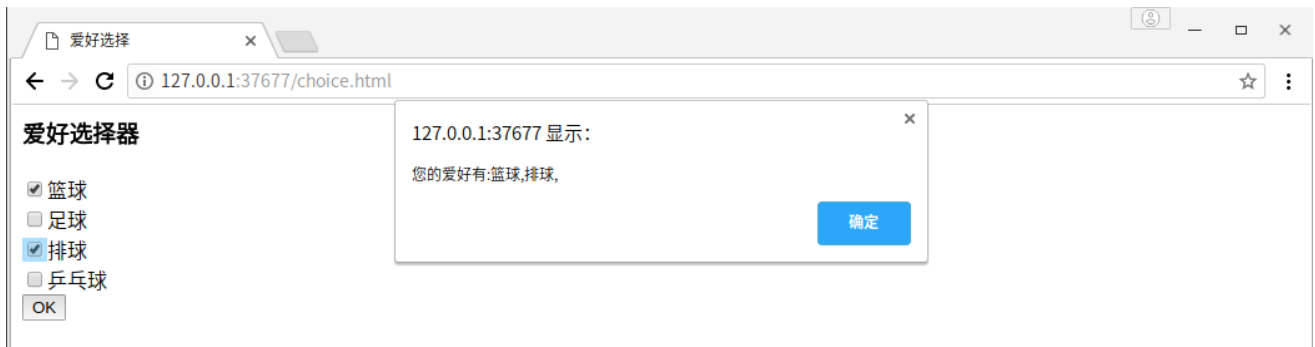 爱好选择
127.0.0.1:37677/choice.html
爱好选择器
127.0.0.1:37677 显示：
您的爱好有:篮球,排球,
确定
篮球
足球
排球
乒乓球
OK